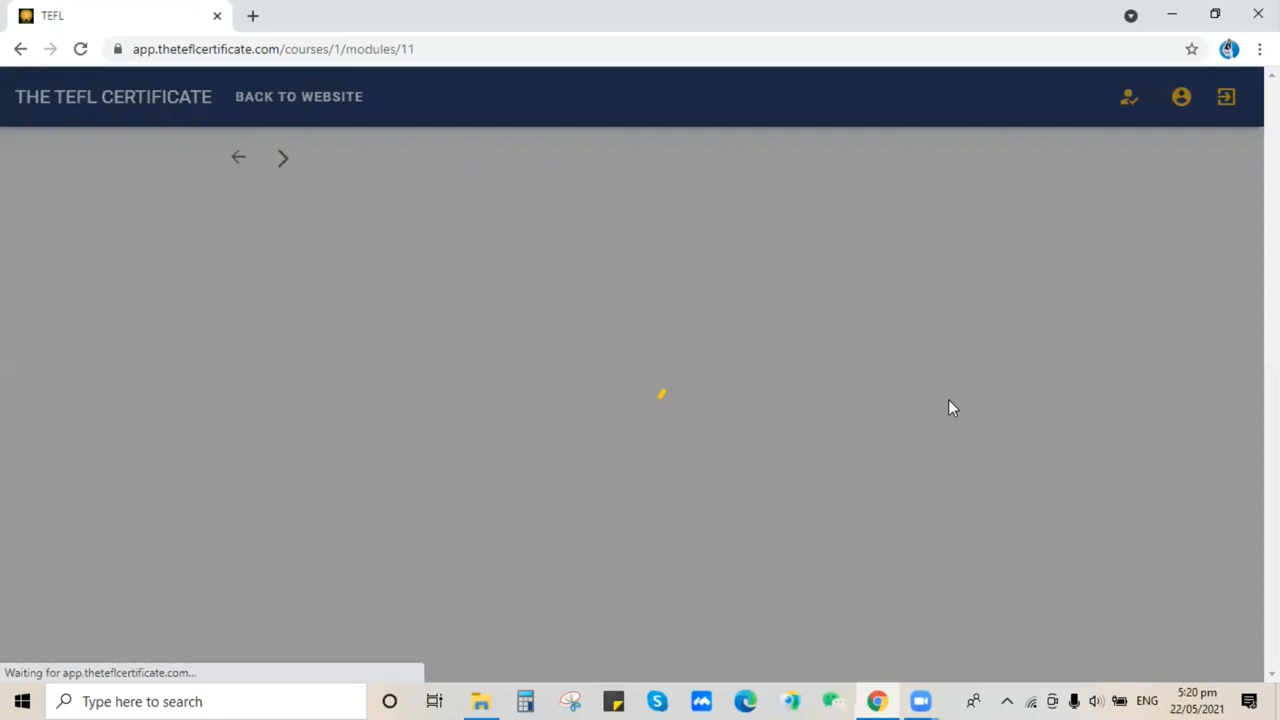 TEFL
app.theteflcertificate.com/courses/1/modules/11
THE TEFL CERTIFICATE
BACK TO WEBSITE
Waiting for app.theteflcertificate.com...
Type here to search
ENG
5:20 pm
22/05/2021